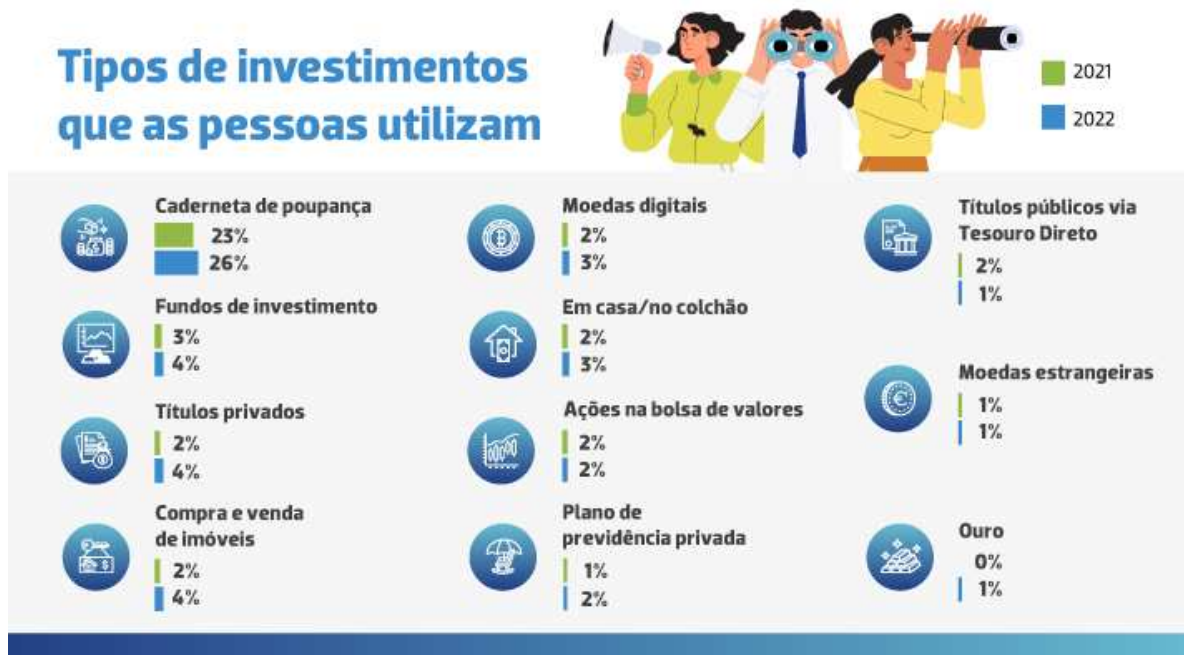 Tipos de investimentos
que as pessoas utilizam
2021
2022
Caderneta de poupança
23%
26%
Fundos de investimento
3%
4%
Títulos privados
2%
4%
Compra e venda
de imóveis
2%
4%
Moedas digitais
2%
3%
Em casa/no colchão
2%
3%
Ações na bolsa de valores
2%
2%
Plano de
previdência privada
1%
2%
Títulos públicos via
Tesouro Direto
2%
1%
Moedas estrangeiras
1%
1%
Ouro
0%
1%